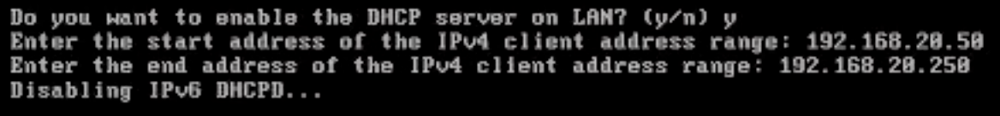 Do you want to enable the DHCP server on LAN? (y/n) y
Enter the start address of the IPv4 client address range: 192.168.20.50
Enter the end address of the IPv4 client address range: 192.168.20.250
Disabling IPv6 DHCPD...